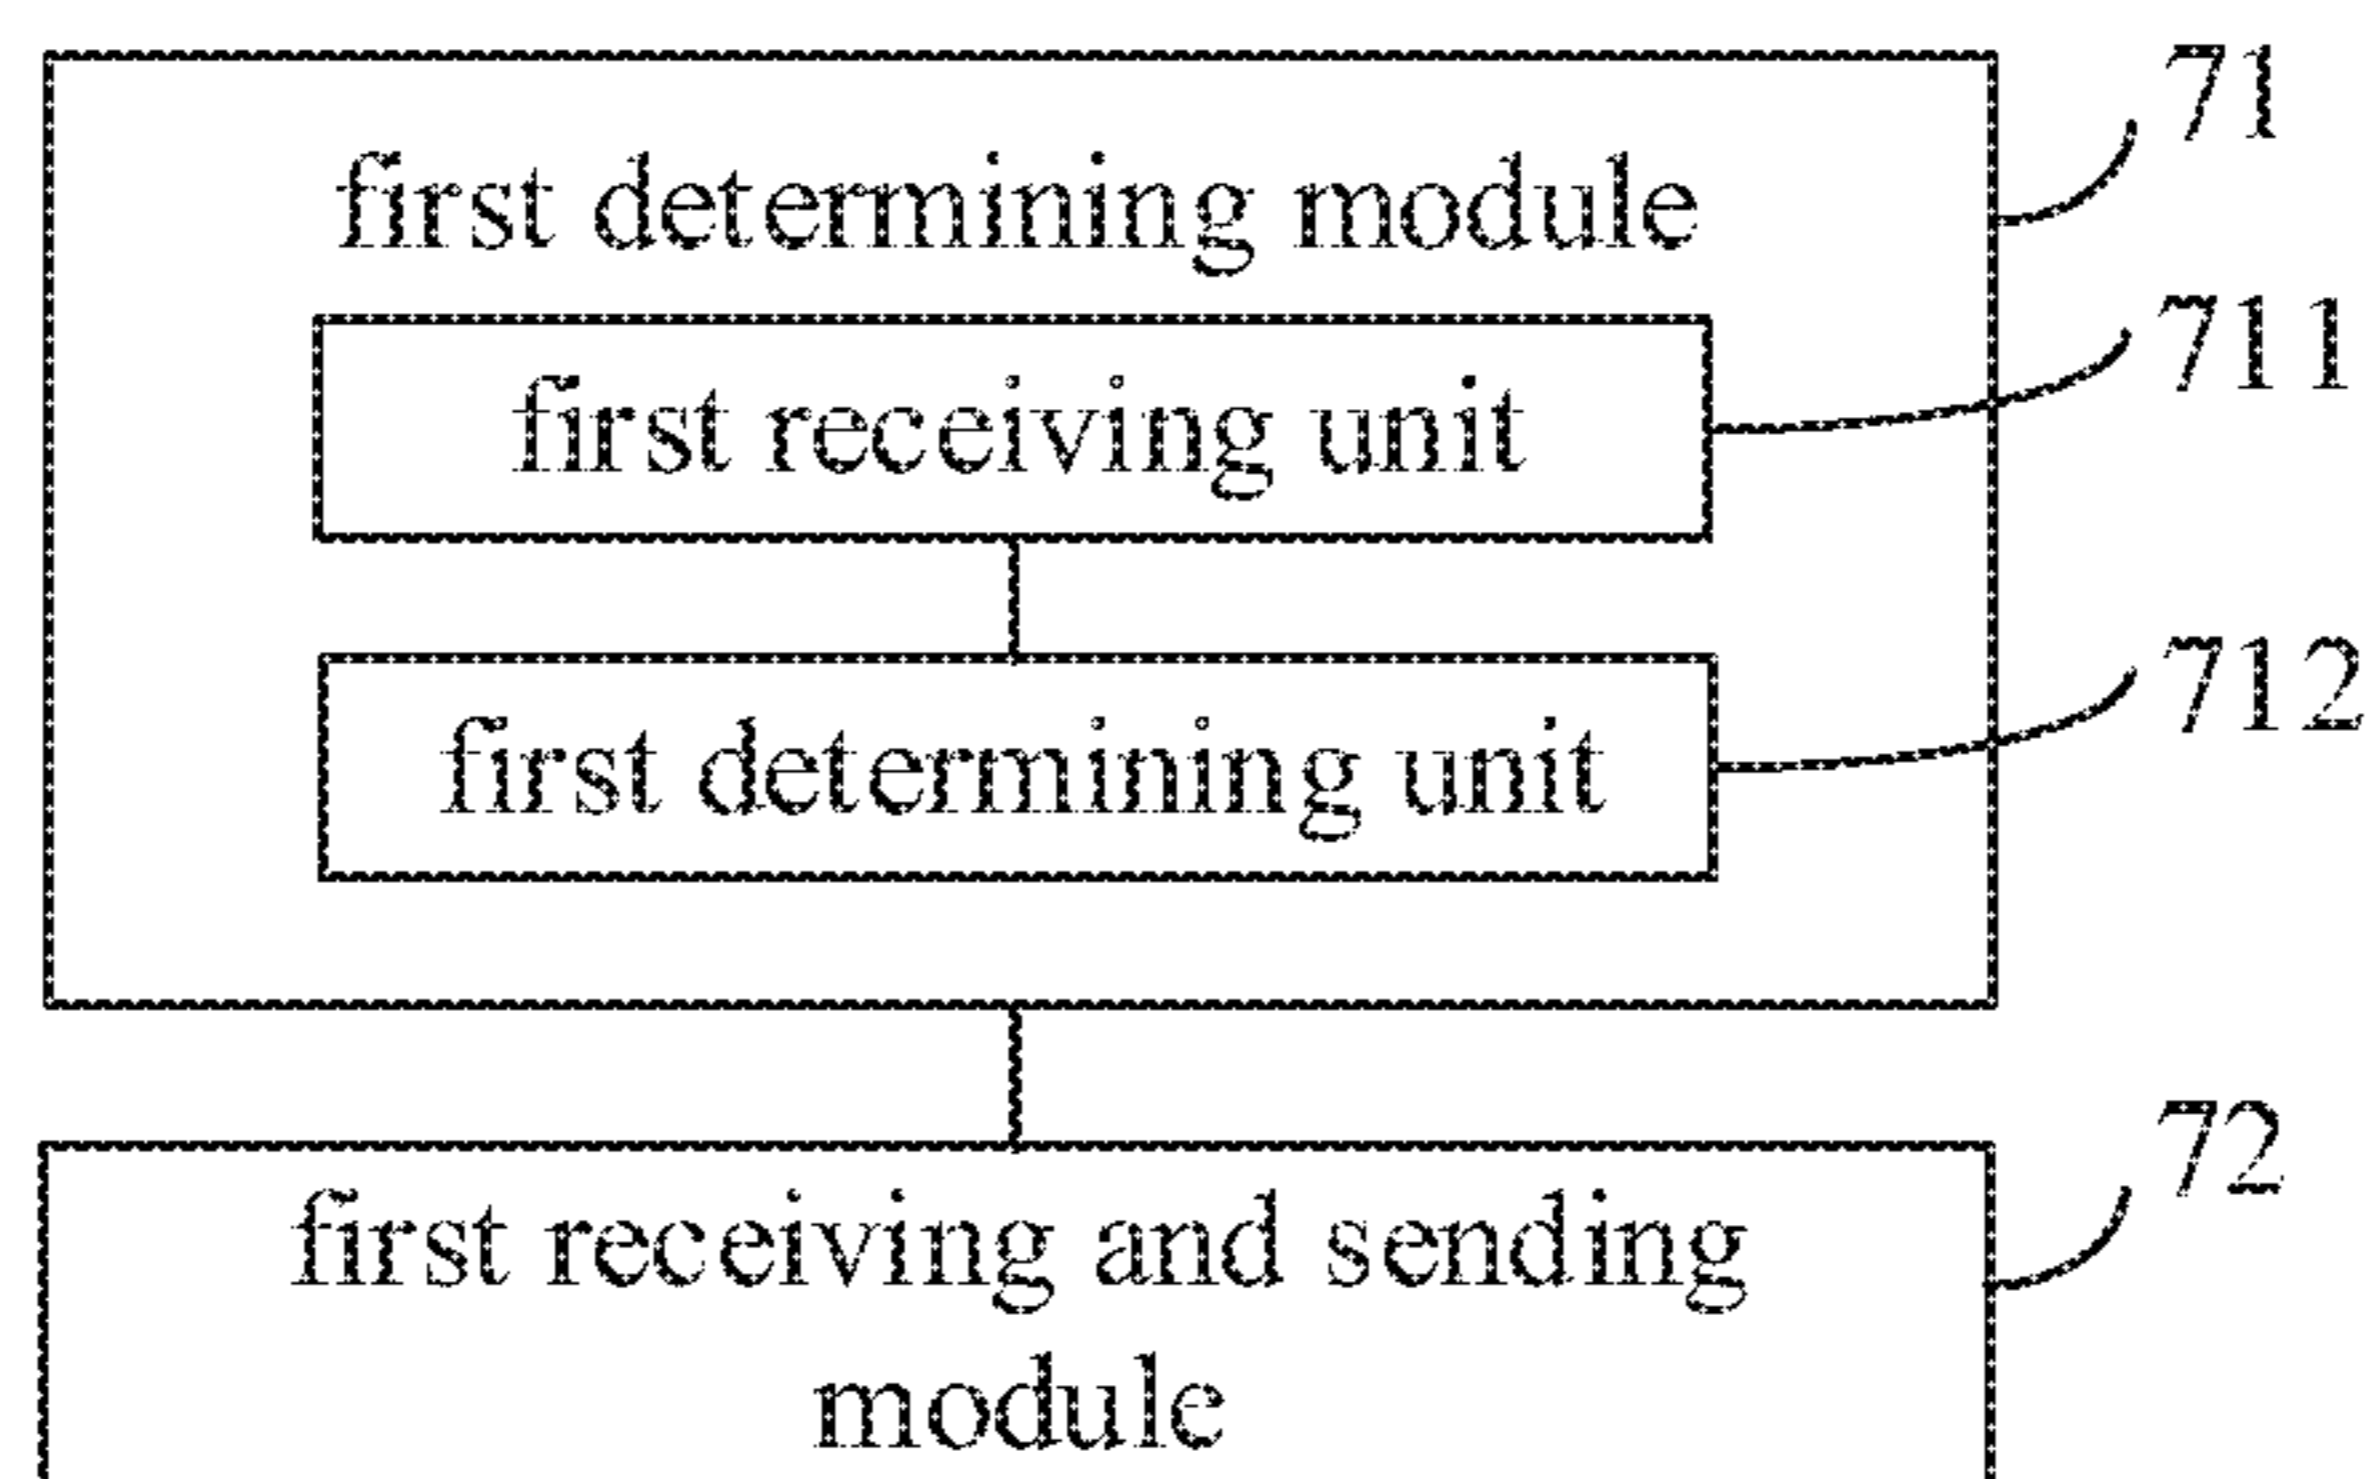 71
first determining module
711
first receiving unit
712
first determining unit
72
first receiving and sending
module